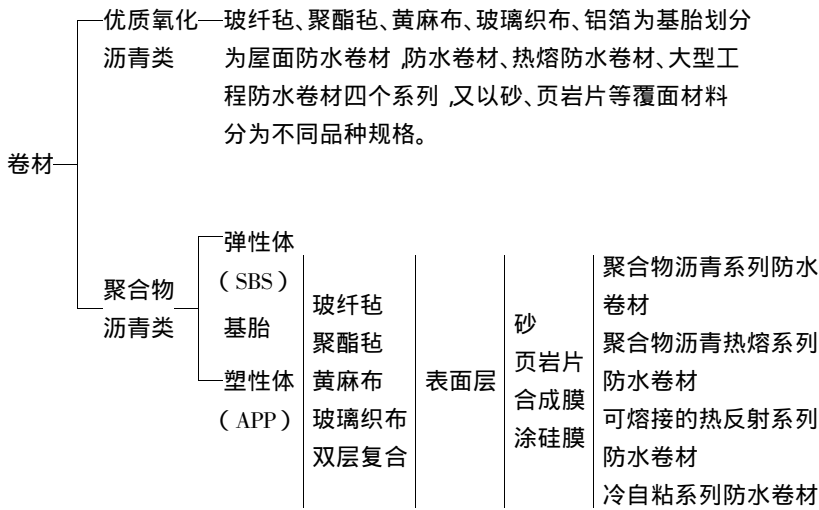 优质氧化
沥青类
玻纤毡、聚酯毡、黄麻布、玻璃织布、铝箔为基胎划分
为屋面防水卷材,防水卷材、热熔防水卷材、大型工
程防水卷材四个系列,又以砂、页岩片等覆面材料
分为不同品种规格。
卷材
聚合物
沥青类
弹性体
(SBS)
基胎
塑性体
(APP)
玻纤毡
聚酯毡
黄麻布
玻璃织布
双层复合
表面层
砂
页岩片
合成膜
涂硅膜
聚合物沥青系列防水
卷材
聚合物沥青热熔系列
防水卷材
可熔接的热反射系列
防水卷材
冷自粘系列防水卷材